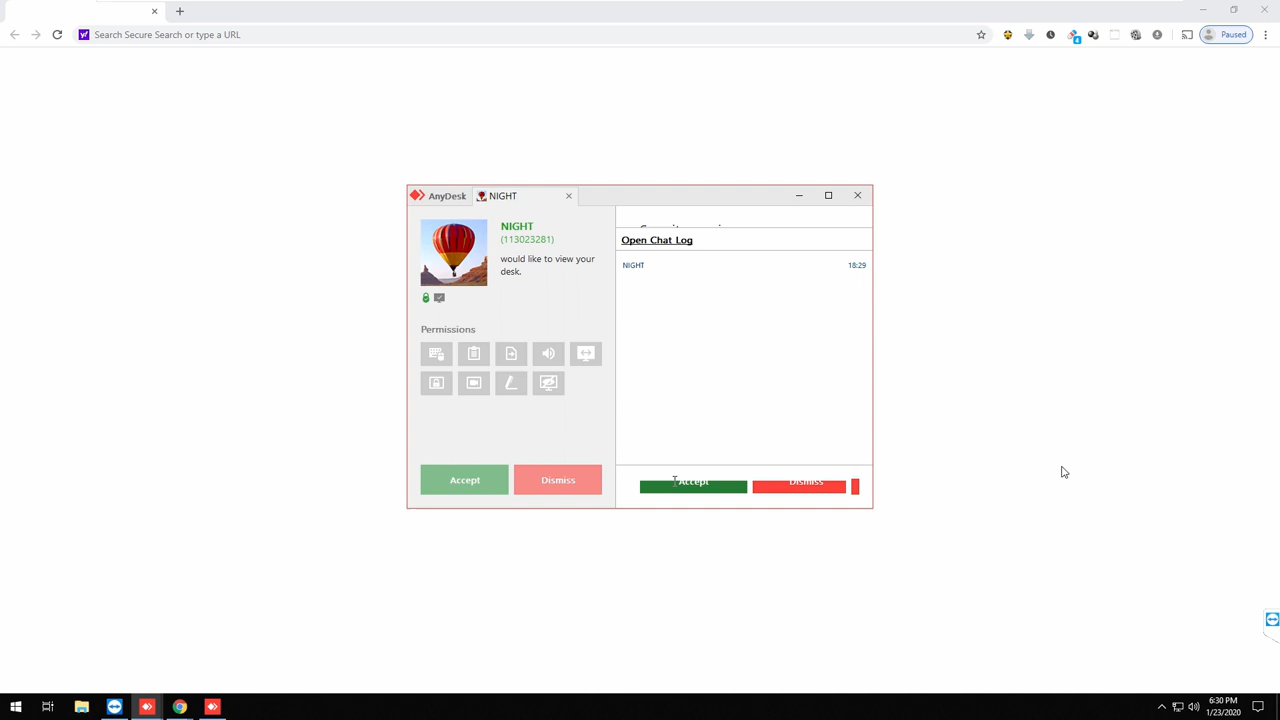 Search Secure Search or type a URL
Paused
AnyDesk
NIGHT
NIGHT
(113023281)
would like to view your
desk.
Permissions
Accept
Dismiss
Open Chat Log
NIGHT
18:29
Accept
Dismiss
6:30 PM
1/23/2020